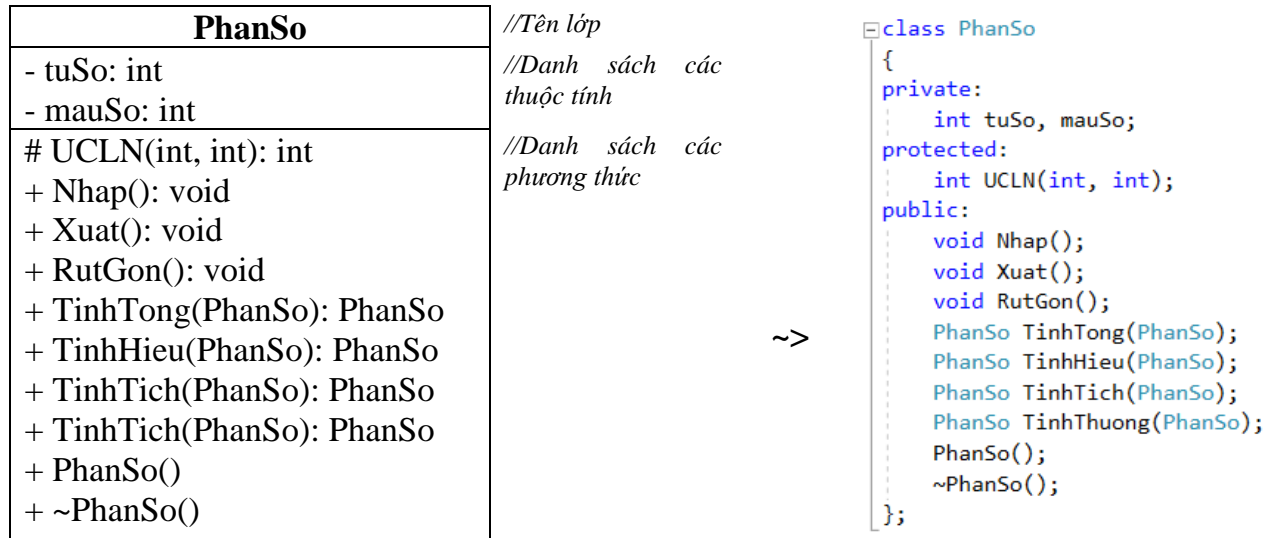 PhanSo
- tuSo: int
- mauSo: int
# UCLN(int, int): int
+ Nhap(): void
+ Xuat(): void
+ RutGon(): void
+ TinhTong(PhanSo): PhanSo
+ TinhHieu(PhanSo): PhanSo
+ TinhTich(PhanSo): PhanSo
+ TinhTich(PhanSo): PhanSo
+ PhanSo()
+ ~PhanSo()
//Tên lớp
//Danh sách các
thuộc tính
//Danh sách các
phương thức
~>
class PhanSo
{
private:
int tuSo, mauSo;
protected:
int UCLN(int, int);
public:
void Nhap();
void Xuat();
void RutGon();
PhanSo TinhTong(PhanSo);
PhanSo TinhHieu(PhanSo);
PhanSo TinhTich(PhanSo);
PhanSo TinhThuong(PhanSo);
PhanSo();
~PhanSo();
};